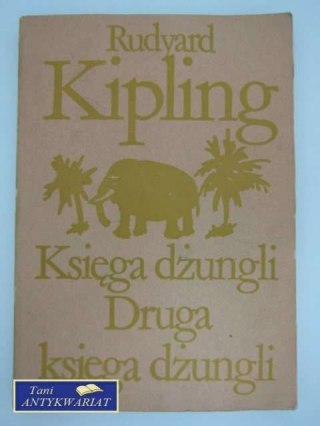 Rudyard
Kipling
Księga dżungli
Druga
księga dżungli
Tani
ANTYKWARIAT